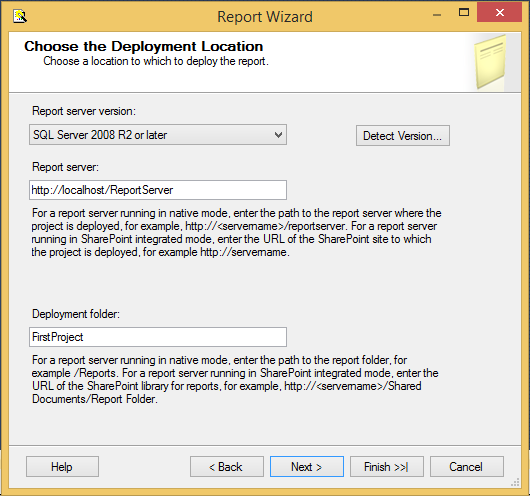 Report Wizard
Choose the Deployment Location
Choose a location to which to deploy the report.
Report server version:
SQL Server 2008 R2 or later
Detect Version...
Report server:
http://localhost/ReportServer
For a report server running in native mode, enter the path to the report server where the
project is deployed, for example, http://<servername>/reportserver. For a report server
running in SharePoint integrated mode, enter the URL of the SharePoint site to which
the project is deployed, for example http://servername.
Deployment folder:
FirstProject
For a report server running in native mode, enter the path to the report folder, for
example /Reports. For a report server running in SharePoint integrated mode, enter the
URL of the SharePoint library for reports, for example, http://<servername>/Shared
Documents/Report Folder.
Help
< Back
Next >
Finish >>|
Cancel